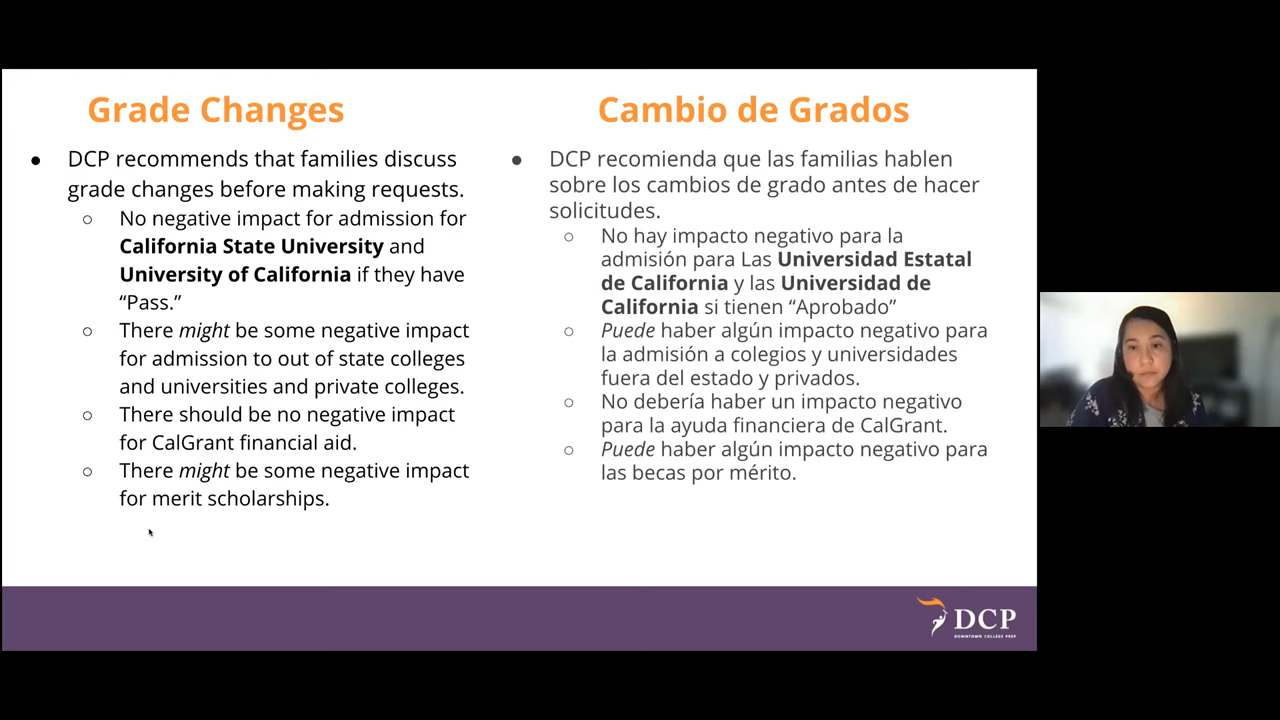 Grade Changes
● DCP recommends that families discuss
grade changes before making requests.
○ No negative impact for admission for
California State University and
University of California if they have
“Pass.”
○ There might be some negative impact
for admission to out of state colleges
and universities and private colleges.
○ There should be no negative impact
for CalGrant financial aid.
○ There might be some negative impact
for merit scholarships.
Cambio de Grados
● DCP recomienda que las familias hablen
sobre los cambios de grado antes de hacer
solicitudes.
○ No hay impacto negativo para la
admisión para Las Universidad Estatal
de California y las Universidad de
California si tienen “Aprobado”
○ Puede haber algún impacto negativo para
la admisión a colegios y universidades
fuera del estado y privados.
○ No debería haber un impacto negativo
para la ayuda financiera de CalGrant.
○ Puede haber algún impacto negativo para
las becas por mérito.
DCP
DOWNTOWN COLLEGE PREP